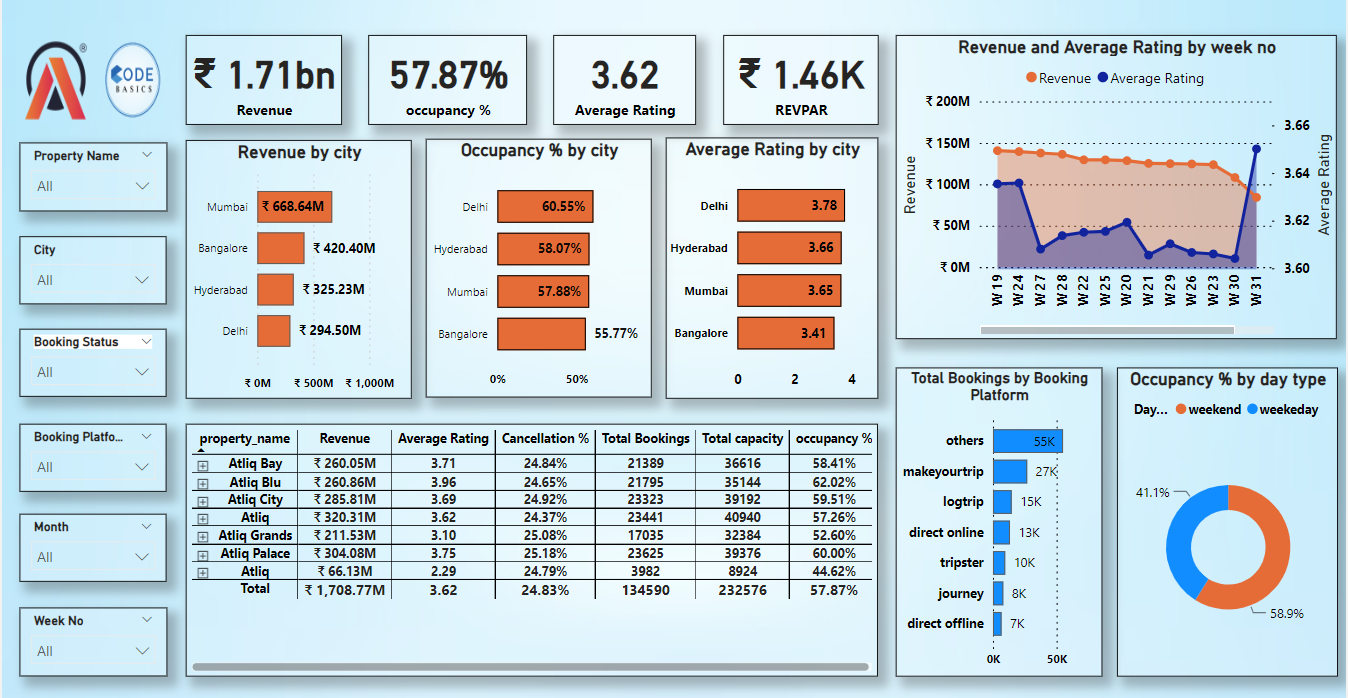 ®
CODE
BASICS
₹ 1.71bn
Revenue
57.87%
occupancy %
3.62
Average Rating
₹ 1.46K
REVPAR
Revenue and Average Rating by week no
Revenue Average Rating
₹ 200M
₹ 150M
₹ 100M
₹ 50M
₹ 0M
Revenue
3.66
3.64
3.62
3.60
Average Rating
W 19
W 24
W 27
W 28
W 22
W 25
W 20
W 21
W 29
W 26
W 23
W 30
W 31
Property Name
All
City
All
Booking Status
All
Booking Platfo...
All
Month
All
Week No
All
Revenue by city
Mumbai ₹ 668.64M
Bangalore ₹ 420.40M
Hyderabad ₹ 325.23M
Delhi ₹ 294.50M
₹ 0M ₹ 500M ₹ 1,000M
Occupancy % by city
Delhi 60.55%
Hyderabad 58.07%
Mumbai 57.88%
Bangalore 55.77%
0% 50%
Average Rating by city
Delhi 3.78
Hyderabad 3.66
Mumbai 3.65
Bangalore 3.41
0 2 4
property_name Revenue Average Rating Cancellation % Total Bookings Total capacity occupancy %
Atliq Bay ₹ 260.05M 3.71 24.84% 21389 36616 58.41%
Atliq Blu ₹ 260.86M 3.96 24.65% 21795 35144 62.02%
Atliq City ₹ 285.81M 3.69 24.92% 23323 39192 59.51%
Atliq ₹ 320.31M 3.62 24.37% 23441 40940 57.26%
Atliq Grands ₹ 211.53M 3.10 25.08% 17035 32384 52.60%
Atliq Palace ₹ 304.08M 3.75 25.18% 23625 39376 60.00%
Atliq ₹ 66.13M 2.29 24.79% 3982 8924 44.62%
Total ₹ 1,708.77M 3.62 24.83% 134590 232576 57.87%
Total Bookings by Booking
Platform
others 55K
makeyourtrip 27K
logtrip 15K
direct online 13K
tripster 10K
journey 8K
direct offline 7K
0K 50K
Occupancy % by day type
Day... weekend weekeday
41.1%
58.9%